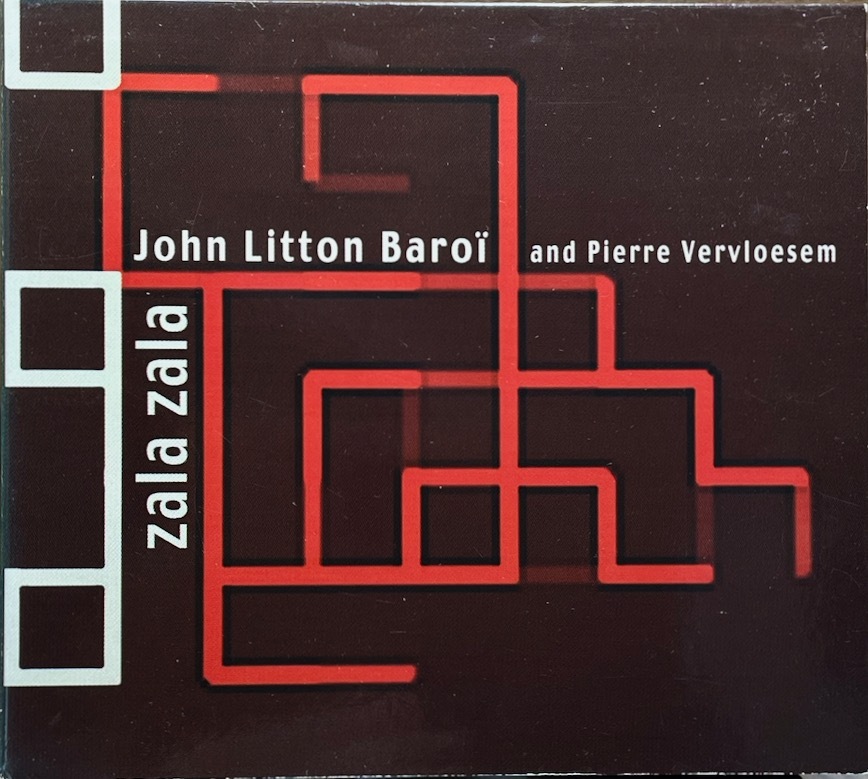 John Litton Baroï and Pierre Vervloesem
zala zala